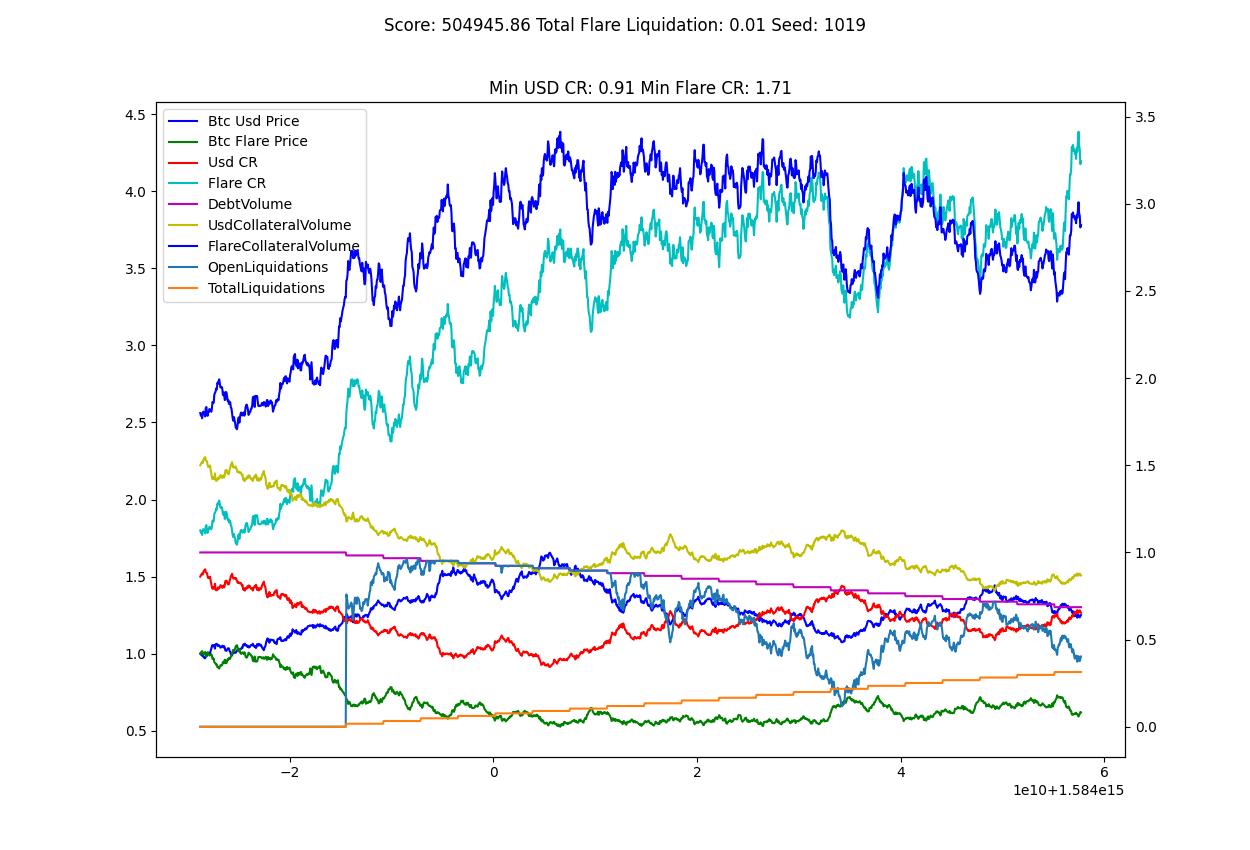 Score: 504945.86 Total Flare Liquidation: 0.01 Seed: 1019
Min USD CR: 0.91 Min Flare CR: 1.71
Btc Usd Price
Btc Flare Price
Usd CR
Flare CR
DebtVolume
UsdCollateralVolume
FlareCollateralVolume
OpenLiquidations
TotalLiquidations
4.5
4.0
3.5
3.0
2.5
2.0
1.5
1.0
0.5
3.5
3.0
2.5
2.0
1.5
1.0
0.5
0.0
−2
0
2
4
6
1e10+1.584e15